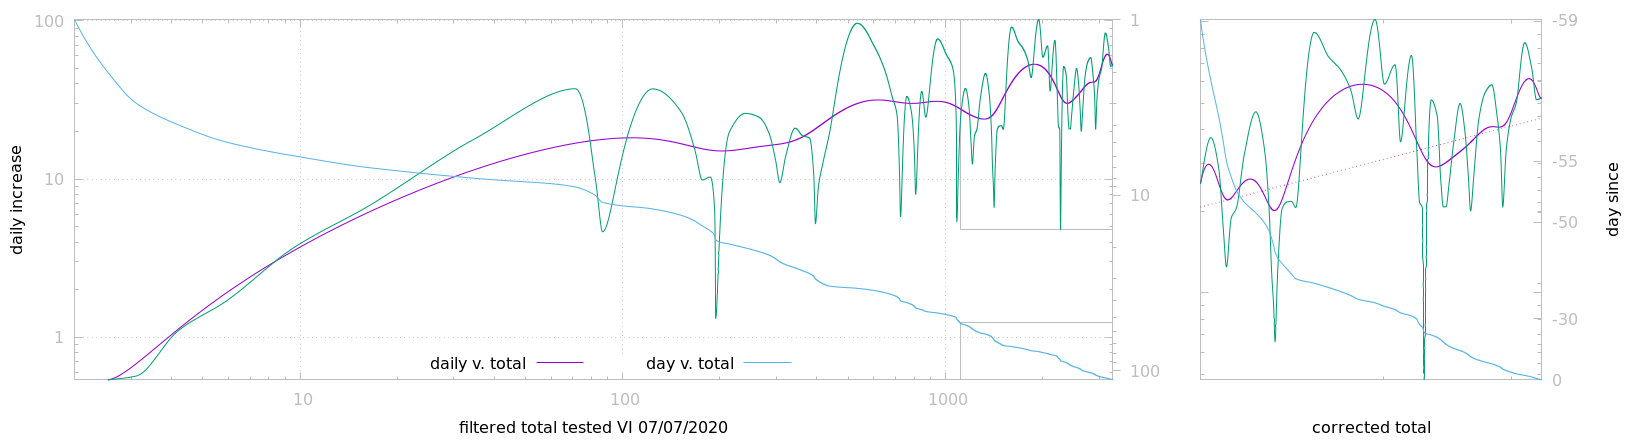 100
10
1
daily increase
daily v. total
day v. total
10
100
1000
filtered total tested VI 07/07/2020
1
10
100
-59
-55
-50
-30
0
day since
corrected total